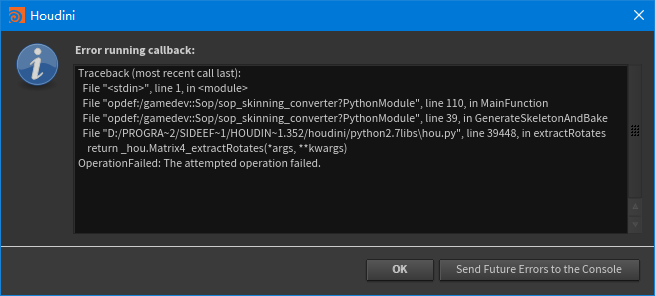 Houdini
Error running callback:
Traceback (most recent call last):
File "<stdin>", line 1, in <module>
File "opdef:/gamedev::Sop/sop_skinning_converter?PythonModule", line 110, in MainFunction
File "opdef:/gamedev::Sop/sop_skinning_converter?PythonModule", line 39, in GenerateSkeletonAndBake
File "D:/PROGRA~2/SIDEEF~1/HOUDIN~1.352/houdini/python2.7libs\hou.py", line 39448, in extractRotates
return _hou.Matrix4_extractRotates(*args, **kwargs)
OperationFailed: The attempted operation failed.
OK
Send Future Errors to the Console